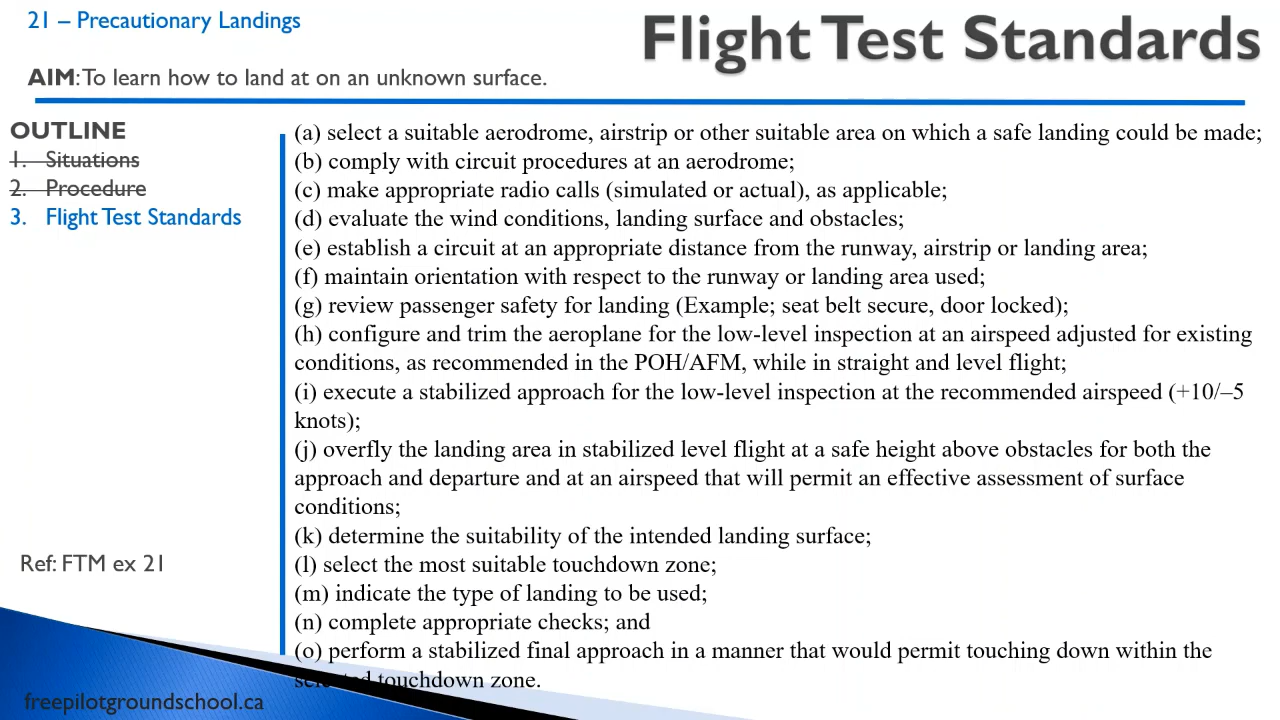 21 – Precautionary Landings
Flight Test Standards
AIM: To learn how to land at on an unknown surface.
OUTLINE
1. Situations
2. Procedure
3. Flight Test Standards
Ref: FTM ex 21
(a) select a suitable aerodrome, airstrip or other suitable area on which a safe landing could be made;
(b) comply with circuit procedures at an aerodrome;
(c) make appropriate radio calls (simulated or actual), as applicable;
(d) evaluate the wind conditions, landing surface and obstacles;
(e) establish a circuit at an appropriate distance from the runway, airstrip or landing area;
(f) maintain orientation with respect to the runway or landing area used;
(g) review passenger safety for landing (Example; seat belt secure, door locked);
(h) configure and trim the aeroplane for the low-level inspection at an airspeed adjusted for existing
conditions, as recommended in the POH/AFM, while in straight and level flight;
(i) execute a stabilized approach for the low-level inspection at the recommended airspeed (+10/–5
knots);
(j) overfly the landing area in stabilized level flight at a safe height above obstacles for both the
approach and departure and at an airspeed that will permit an effective assessment of surface
conditions;
(k) determine the suitability of the intended landing surface;
(l) select the most suitable touchdown zone;
(m) indicate the type of landing to be used;
(n) complete appropriate checks; and
(o) perform a stabilized final approach in a manner that would permit touching down within the
selected touchdown zone.
freepilotgroundschool.ca